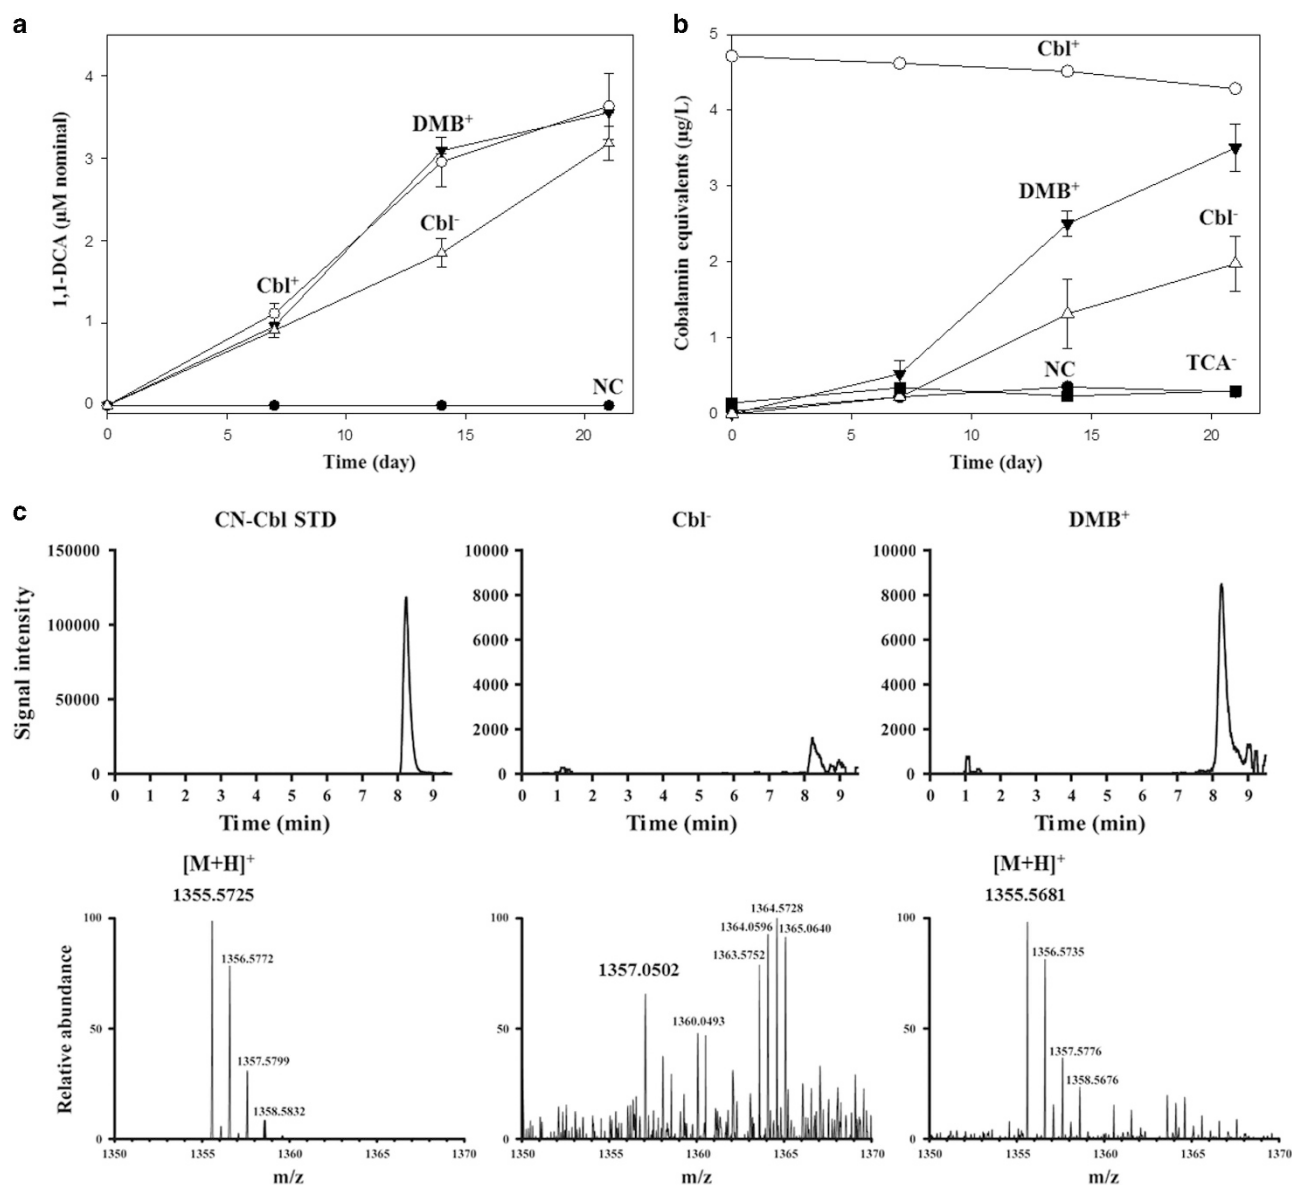 a
1,1-DCA (µM nominal)
4
3
2
1
0
DMB+
Cbl-
Cbl+
NC
0 5 10 15 20
Time (day)
b
Cobalamin equivalents (µg/L)
5
4
3
2
1
0
Cbl+
DMB+
Cbl-
NC
TCA-
0 5 10 15 20
Time (day)
c
CN-Cbl STD
Signal intensity
150000
100000
50000
0
0 1 2 3 4 5 6 7 8 9
Time (min)
Cbl-
10000
8000
6000
4000
2000
0
0 1 2 3 4 5 6 7 8 9
Time (min)
DMB+
10000
8000
6000
4000
2000
0
0 1 2 3 4 5 6 7 8 9
Time (min)
[M+H]+
1355.5725
Relative abundance
100
50
0
1356.5772
1357.5799
1358.5832
1350 1355 1360 1365 1370
m/z
100
50
0
1364.5728
1364.0596
1365.0640
1363.5752
1357.0502
1360.0493
1350 1355 1360 1365 1370
m/z
[M+H]+
1355.5681
100
50
0
1356.5735
1357.5776
1358.5676
1350 1355 1360 1365 1370
m/z